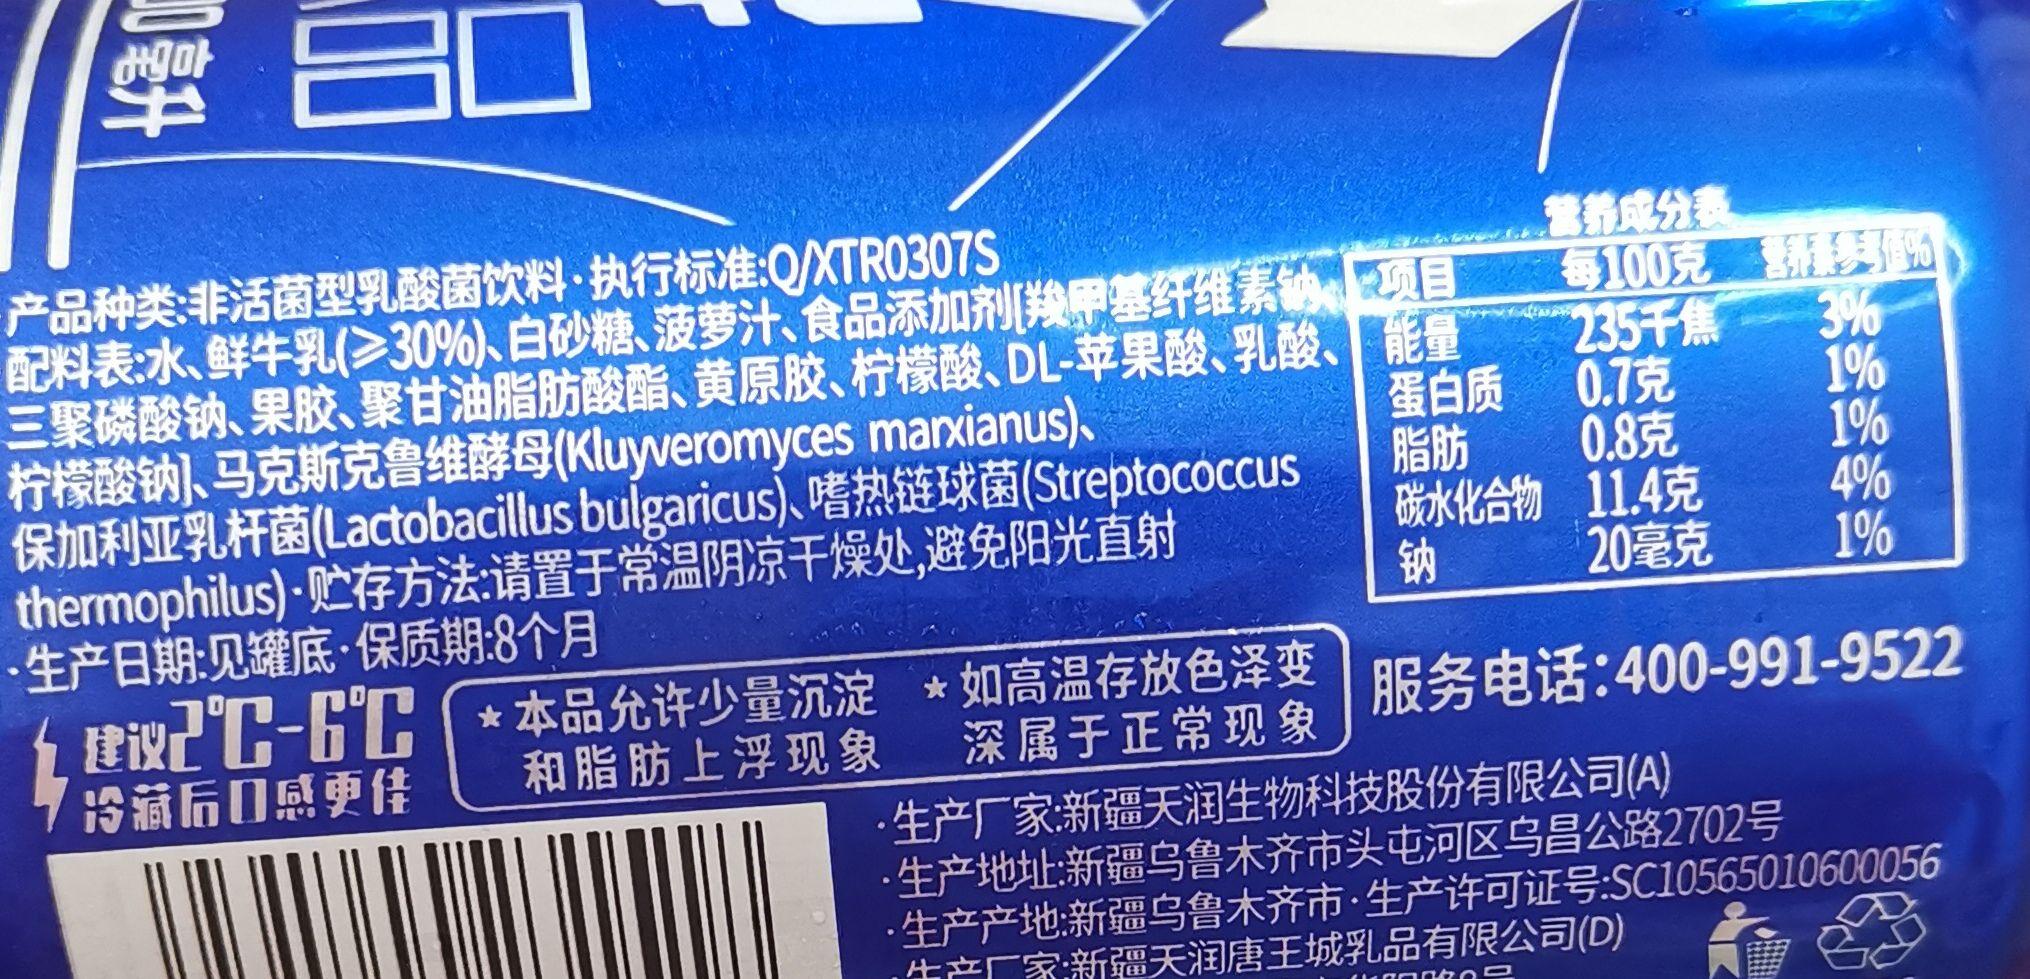 毫升
产品种类:非活菌型乳酸菌饮料·执行标准:Q/XTR0307S
配料表:水、鲜牛乳(≥30%)、白砂糖、菠萝汁、食品添加剂[羧甲基纤维素钠、
三聚磷酸钠、果胶、聚甘油脂肪酸酯、黄原胶、柠檬酸、DL-苹果酸、乳酸、
柠檬酸钠]、马克斯克鲁维酵母(Kluyveromyces marxianus)、
保加利亚乳杆菌(Lactobacillus bulgaricus)、嗜热链球菌(Streptococcus
thermophilus)·贮存方法:请置于常温阴凉干燥处,避免阳光直射
·生产日期:见罐底·保质期:8个月
建议2℃-6℃
冷藏后口感更佳
★本品允许少量沉淀
和脂肪上浮现象
★如高温存放色泽变
深属于正常现象
营养成分表
项目 每100克 营养素参考值%
能量 235千焦 3%
蛋白质 0.7克 1%
脂肪 0.8克 1%
碳水化合物 11.4克 4%
钠 20毫克 1%
服务电话:400-991-9522
·生产厂家:新疆天润生物科技股份有限公司(A)
·生产地址:新疆乌鲁木齐市头屯河区乌昌公路2702号
·生产产地:新疆乌鲁木齐市·生产许可证号:SC10565010600056
·生产厂家:新疆天润唐王城乳品有限公司(D)